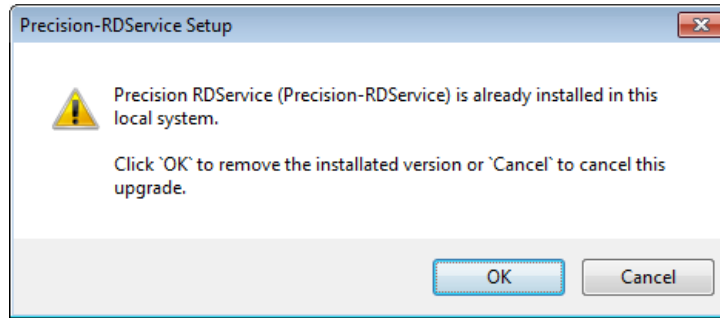 Precision-RDService Setup
Precision RDService (Precision-RDService) is already installed in this
local system.
Click `OK` to remove the installated version or `Cancel` to cancel this
upgrade.
OK
Cancel